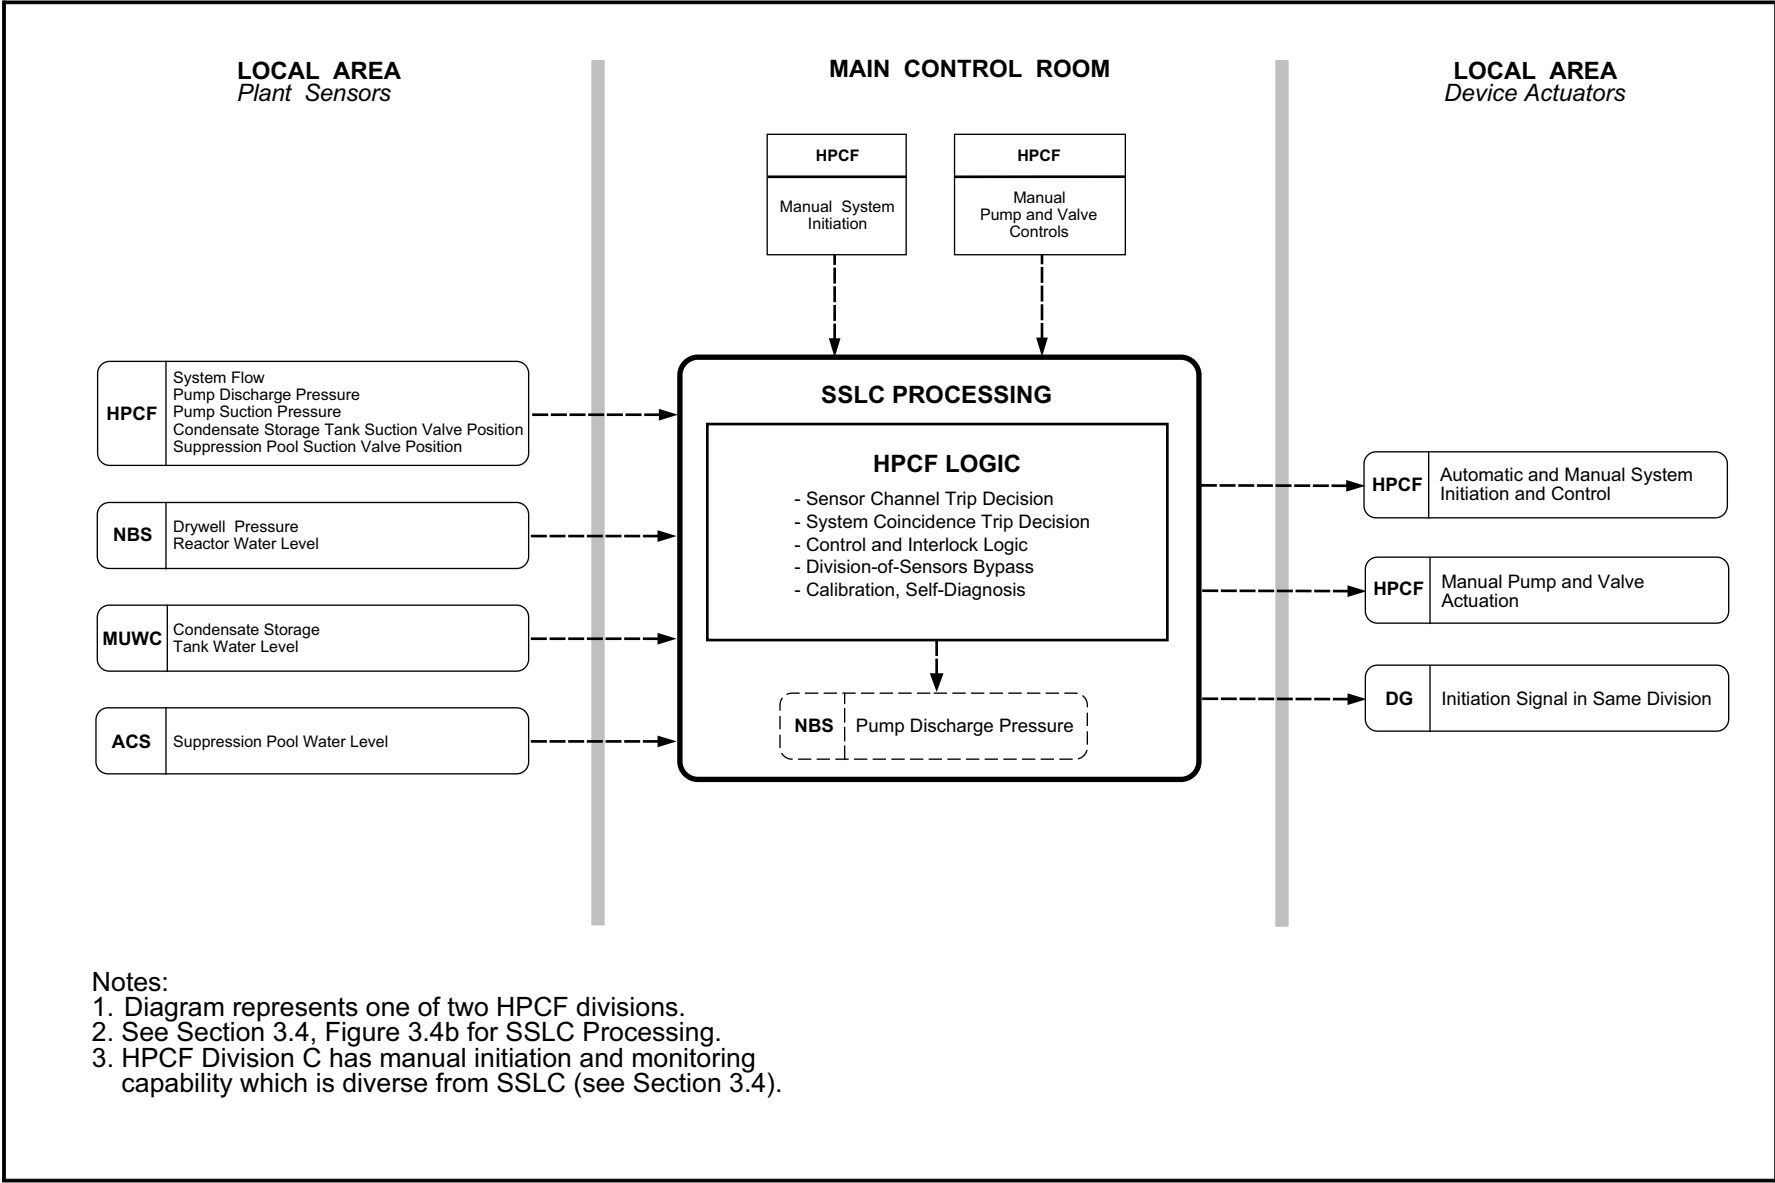 LOCAL AREA
Plant Sensors
MAIN CONTROL ROOM
LOCAL AREA
Device Actuators
HPCF
Manual System
Initiation
HPCF
Manual
Pump and Valve
Controls
HPCF
System Flow
Pump Discharge Pressure
Pump Suction Pressure
Condensate Storage Tank Suction Valve Position
Suppression Pool Suction Valve Position
NBS
Drywell Pressure
Reactor Water Level
MUWC
Condensate Storage
Tank Water Level
ACS
Suppression Pool Water Level
SSLC PROCESSING
HPCF LOGIC
- Sensor Channel Trip Decision
- System Coincidence Trip Decision
- Control and Interlock Logic
- Division-of-Sensors Bypass
- Calibration, Self-Diagnosis
NBS
Pump Discharge Pressure
HPCF
Automatic and Manual System
Initiation and Control
HPCF
Manual Pump and Valve
Actuation
DG
Initiation Signal in Same Division
Notes:
1. Diagram represents one of two HPCF divisions.
2. See Section 3.4, Figure 3.4b for SSLC Processing.
3. HPCF Division C has manual initiation and monitoring
capability which is diverse from SSLC (see Section 3.4).